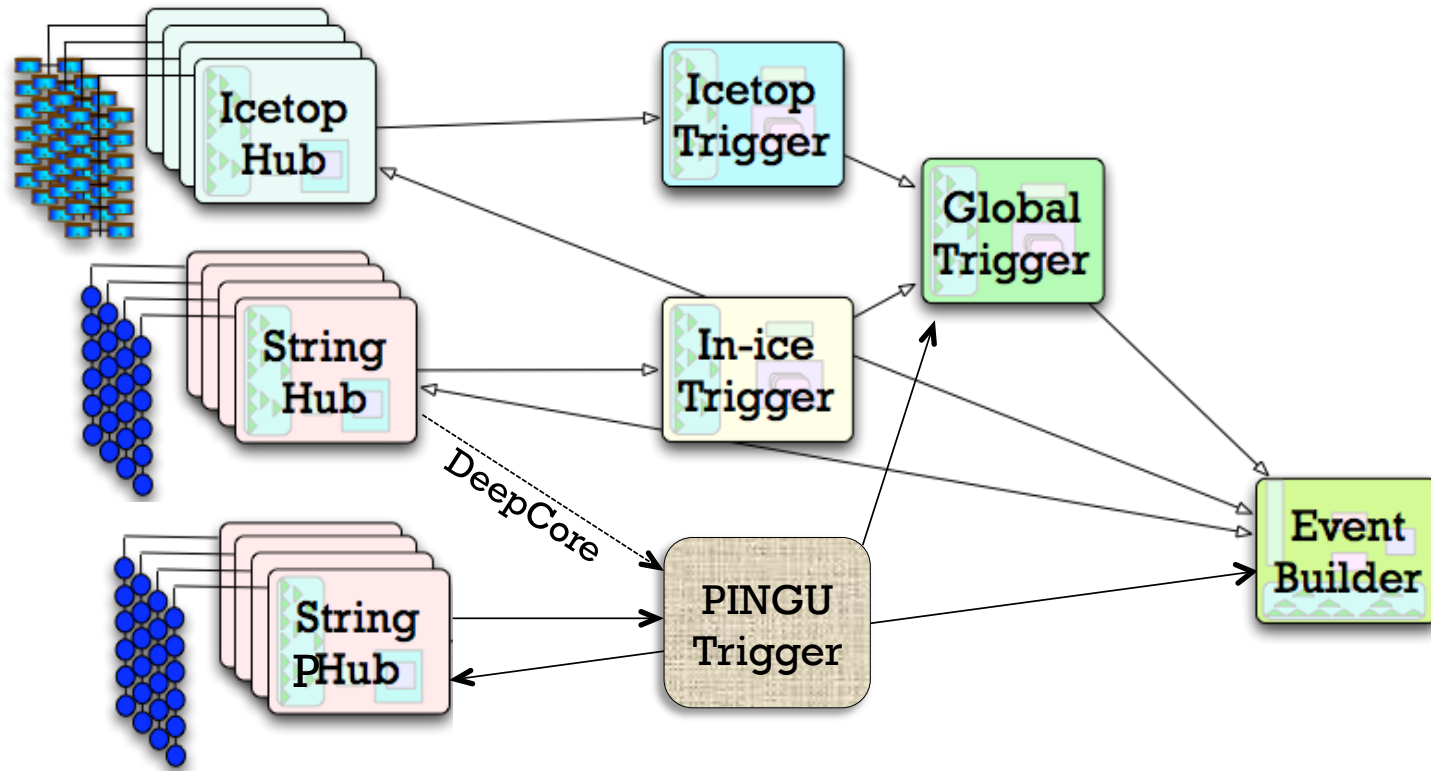 Icetop
Hub
Icetop
Trigger
Global
Trigger
String
Hub
In-ice
Trigger
DeepCore
Event
Builder
String
PHub
PINGU
Trigger